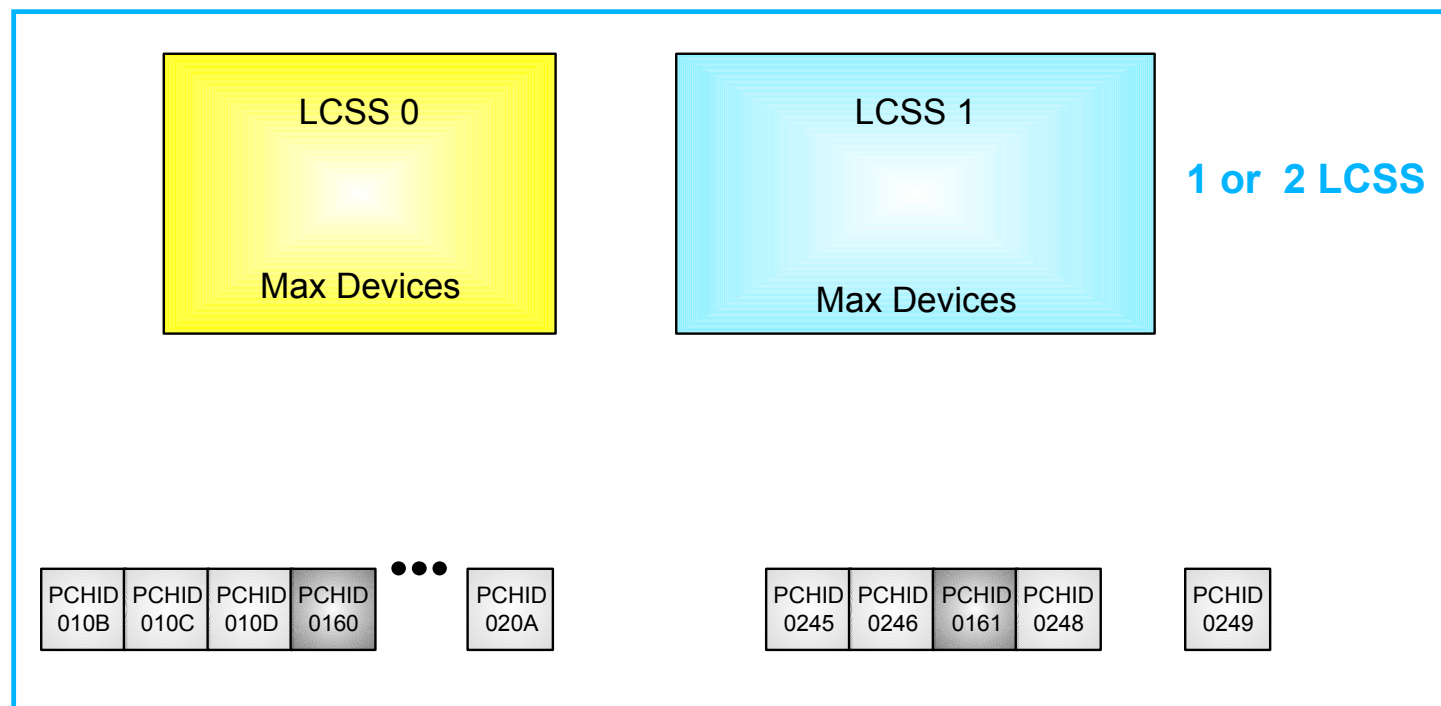 LCSS 0
Max Devices
LCSS 1
Max Devices
1 or 2 LCSS
PCHID
010B
PCHID
010C
PCHID
010D
PCHID
0160
PCHID
020A
PCHID
0245
PCHID
0246
PCHID
0161
PCHID
0248
PCHID
0249